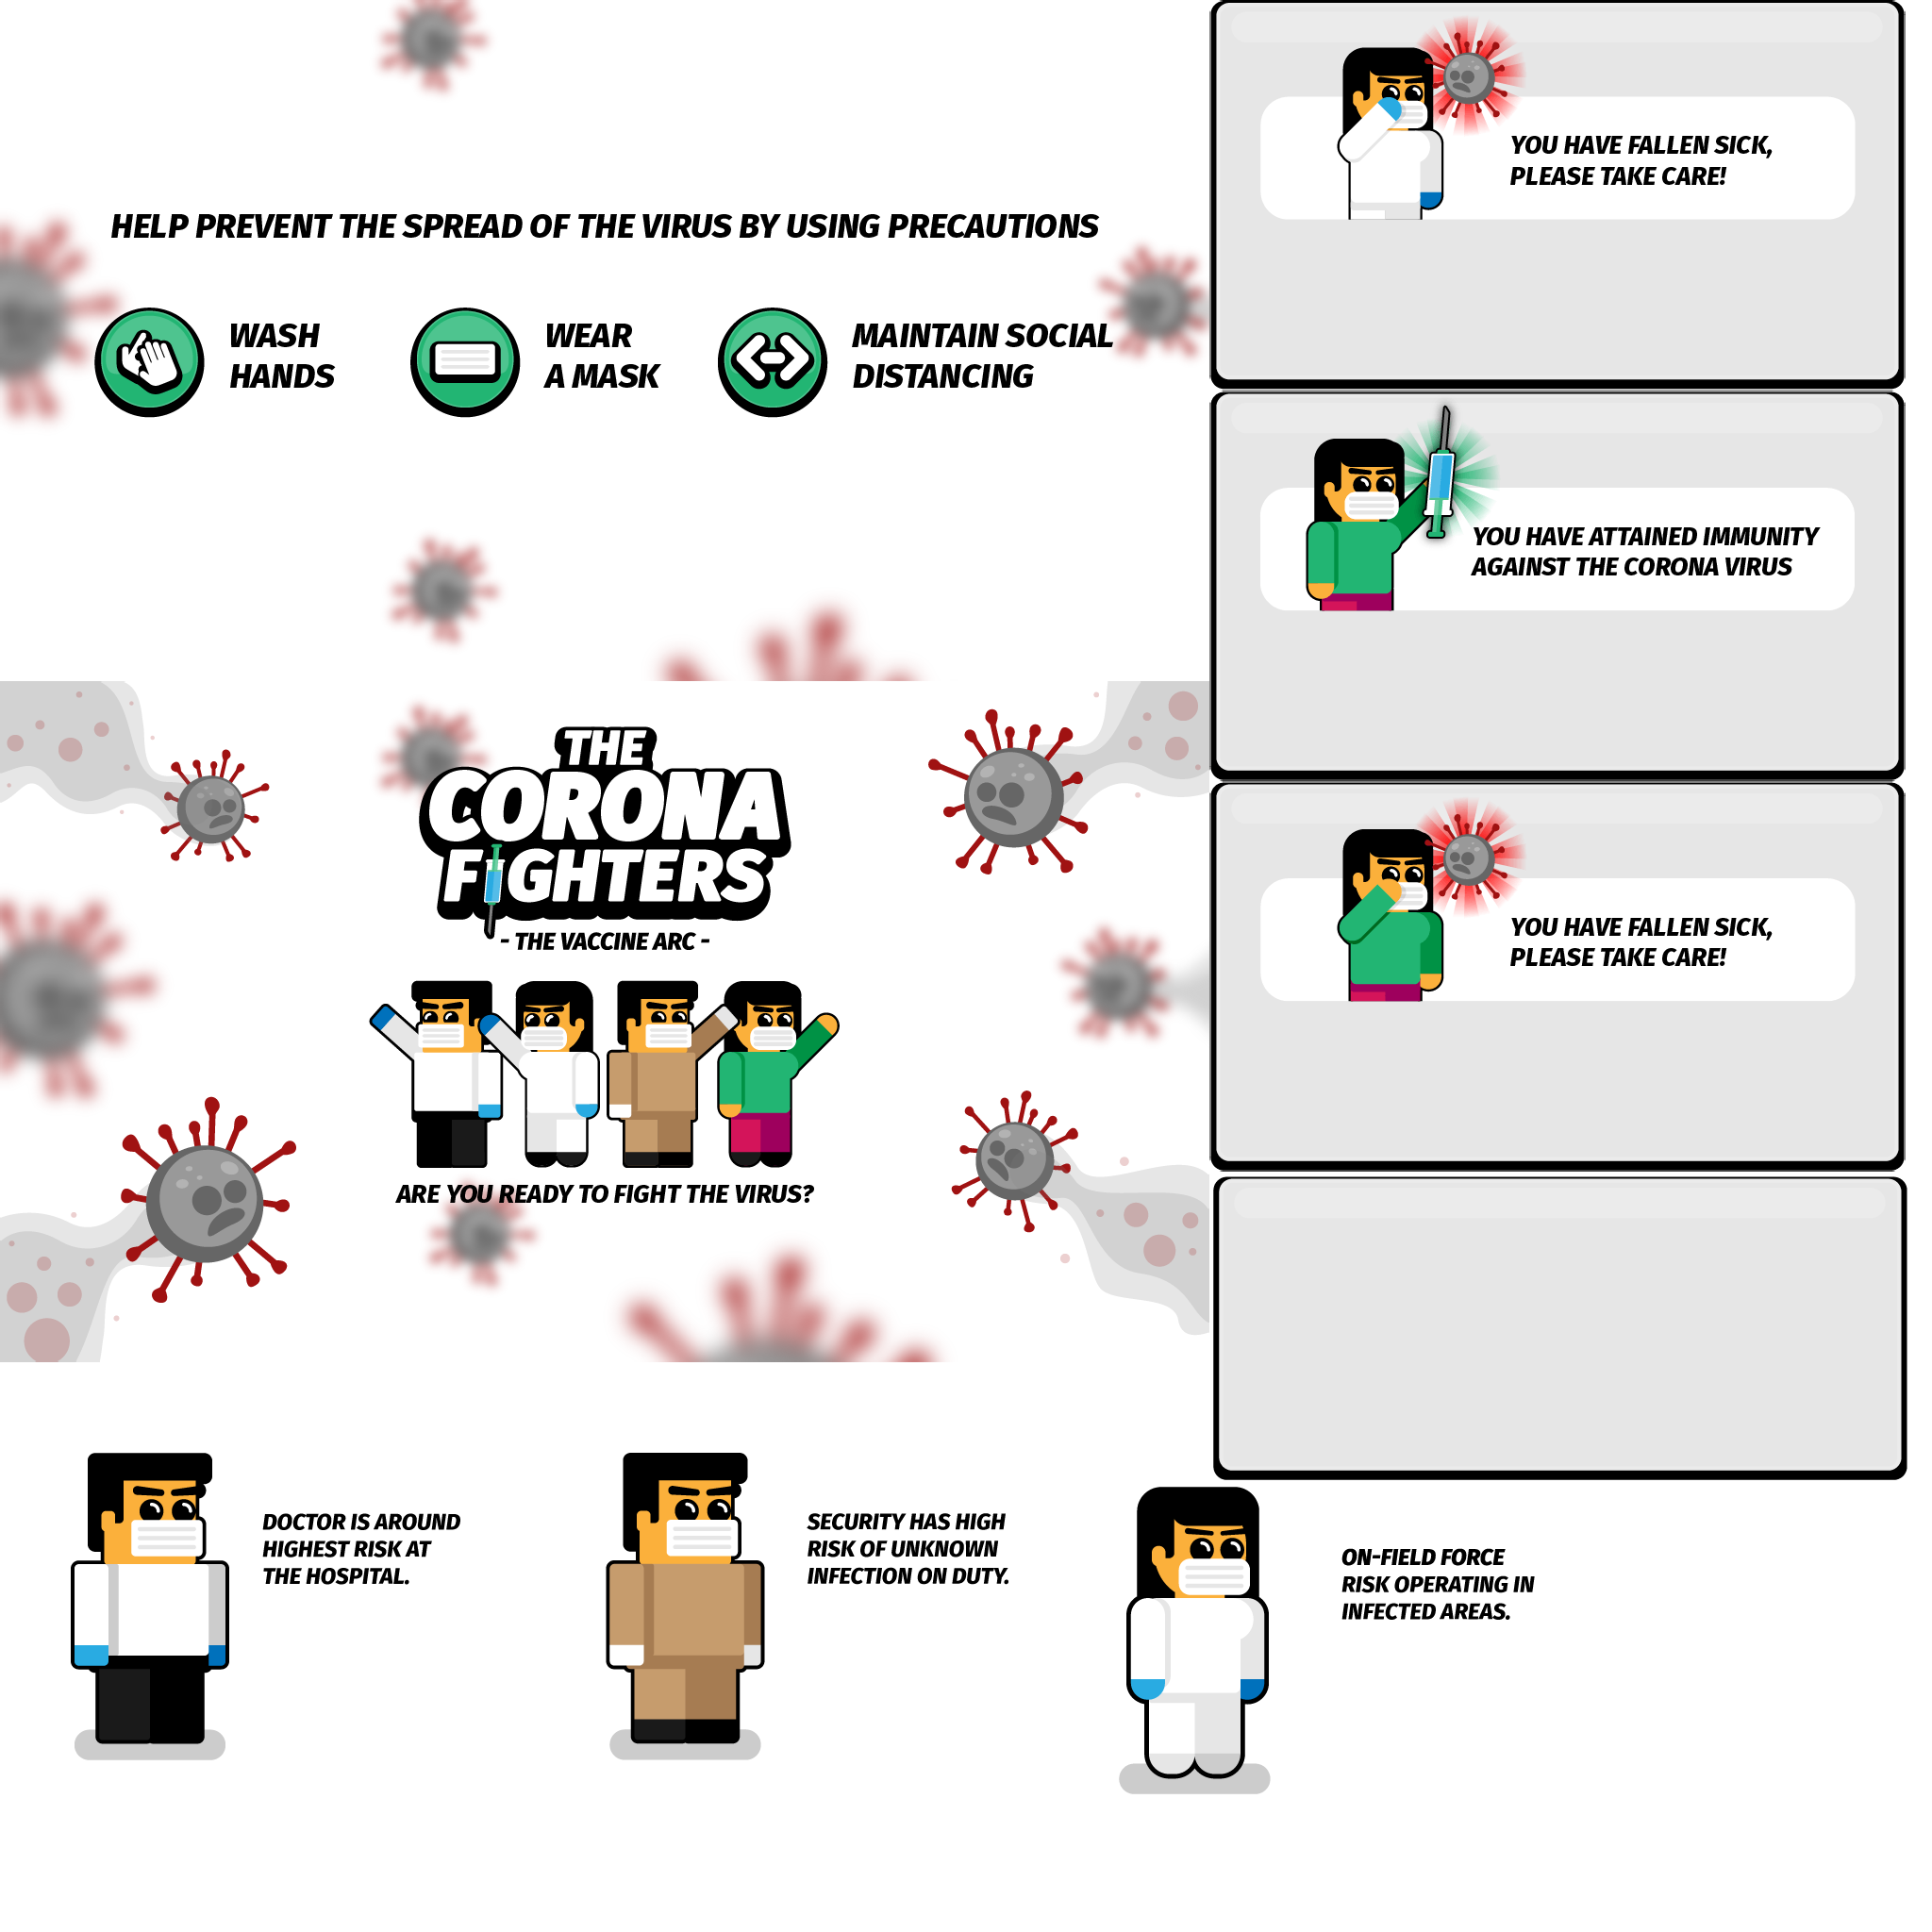 HELP PREVENT THE SPREAD OF THE VIRUS BY USING PRECAUTIONS
WASH
HANDS
WEAR
A MASK
MAINTAIN SOCIAL
DISTANCING
YOU HAVE FALLEN SICK,
PLEASE TAKE CARE!
YOU HAVE ATTAINED IMMUNITY
AGAINST THE CORONA VIRUS
THE
CORONA
FIGHTERS
- THE VACCINE ARC -
ARE YOU READY TO FIGHT THE VIRUS?
YOU HAVE FALLEN SICK,
PLEASE TAKE CARE!
DOCTOR IS AROUND
HIGHEST RISK AT
THE HOSPITAL.
SECURITY HAS HIGH
RISK OF UNKNOWN
INFECTION ON DUTY.
ON-FIELD FORCE
RISK OPERATING IN
INFECTED AREAS.